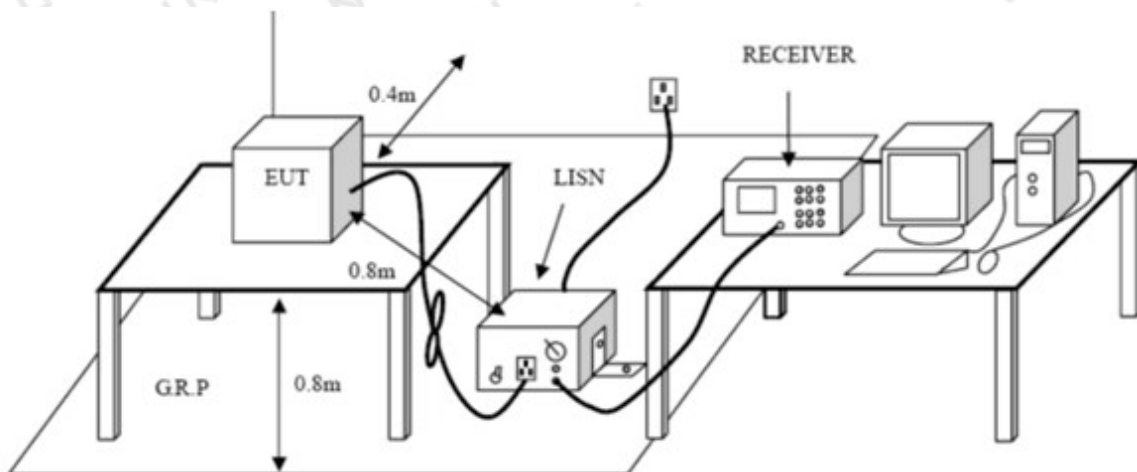 RECEIVER
0.4m
EUT
LISN
0.8m
G.R.P
0.8m